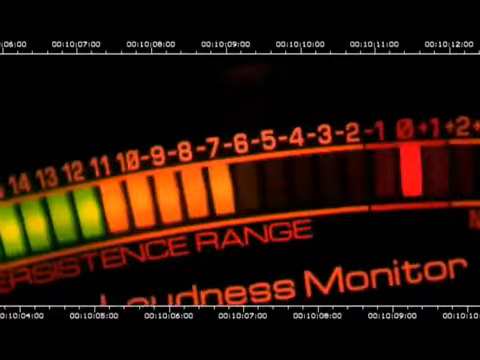 :06:00 00:10:07:00 00:10:08:00 00:10:09:00 00:10:10:00 00:10:11:00 00:10:12:00
14 13 12 11 10-9-8-7-6-5-4-3-2-1 0+1+2+
ERSISTENCE RANGE
Loudness Monitor
0:10:04:00 00:10:05:00 00:10:06:00 00:10:07:00 00:10:08:00 00:10:09:00 00:10:10